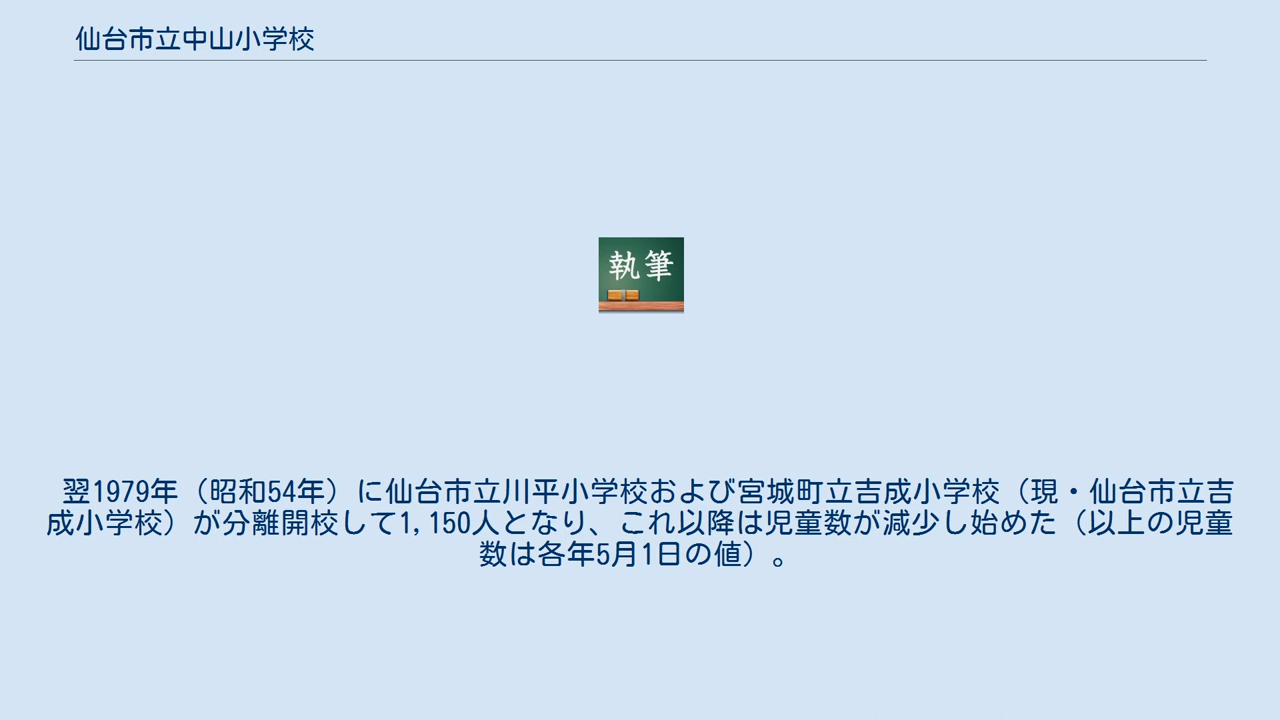 仙台市立中山小学校
執筆
翌1979年（昭和54年）に仙台市立川平小学校および宮城町立吉成小学校（現・仙台市立吉
成小学校）が分離開校して1,150人となり、これ以降は児童数が減少し始めた（以上の児童
数は各年5月1日の値）。